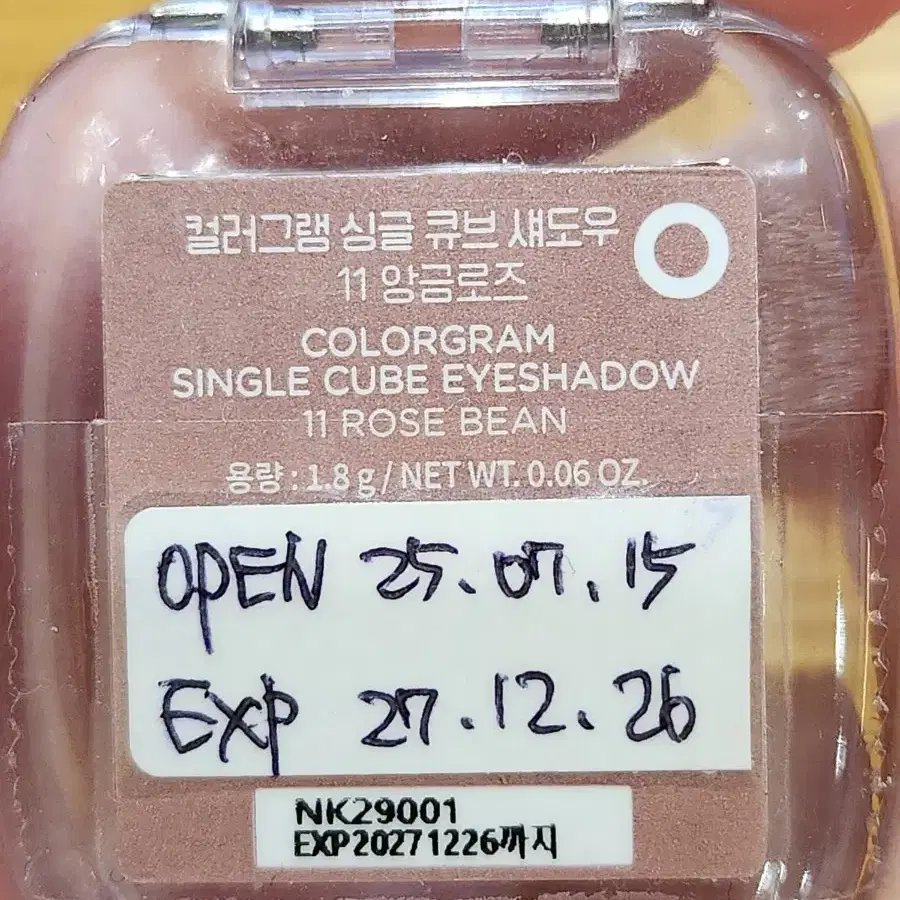 컬러그램 싱글 큐브 섀도우
11 앙금로즈
COLORGRAM
SINGLE CUBE EYESHADOW
11 ROSE BEAN
용량 : 1.8 g / NET WT. 0.06 OZ.
OPEN 25.07.15
EXP 27.12.26
NK29001
EXP20271226까지